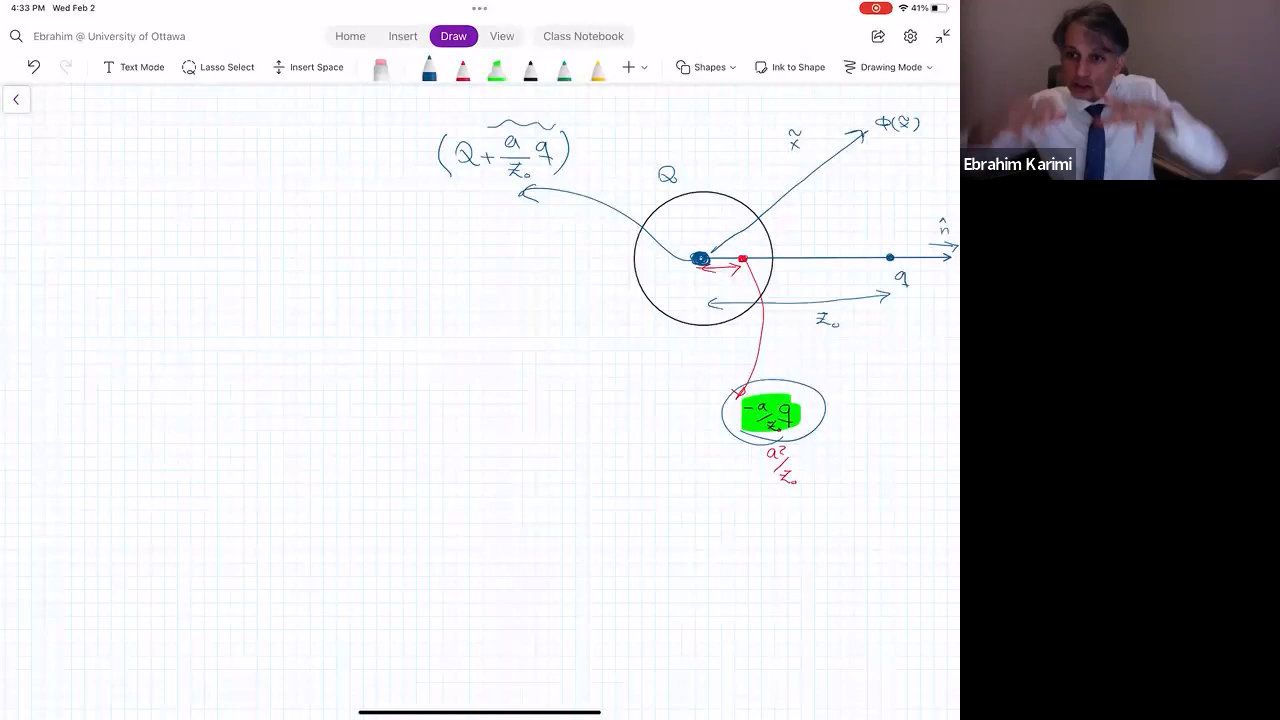 4:33 PM Wed Feb 2
41%
Ebrahim @ University of Ottawa
Home Insert Draw View Class Notebook
Text Mode Lasso Select Insert Space Shapes Ink to Shape Drawing Mode
(Q + a/z₀ q)
Q
x̃
Φ(x̃)
n̂
q
z₀
-a/z₀ q
a²/z₀
Ebrahim Karimi